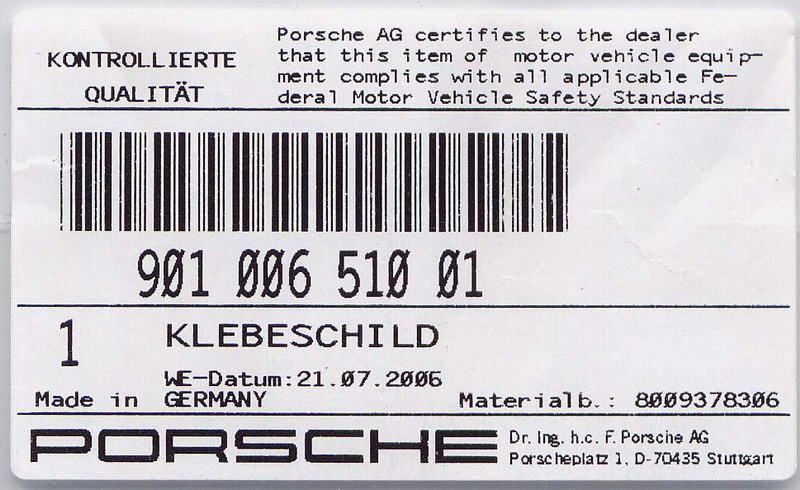 KONTROLLIERTE
QUALITÄT
Porsche AG certifies to the dealer
that this item of motor vehicle equip-
ment complies with all applicable Fe-
deral Motor Vehicle Safety Standards
901 006 510 01
1 KLEBESCHILD
WE-Datum:21.07.2006
Made in GERMANY Materialb.: 8009378306
PORSCHE
Dr. Ing. h.c. F. Porsche AG
Porscheplatz 1, D-70435 Stuttgart